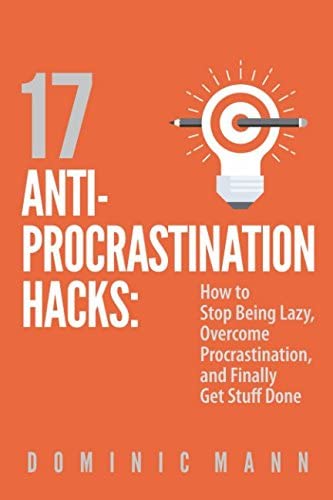 17
ANTI-
PROCRASTINATION
HACKS:
How to
Stop Being Lazy,
Overcome
Procrastination,
and Finally
Get Stuff Done
DOMINIC MANN